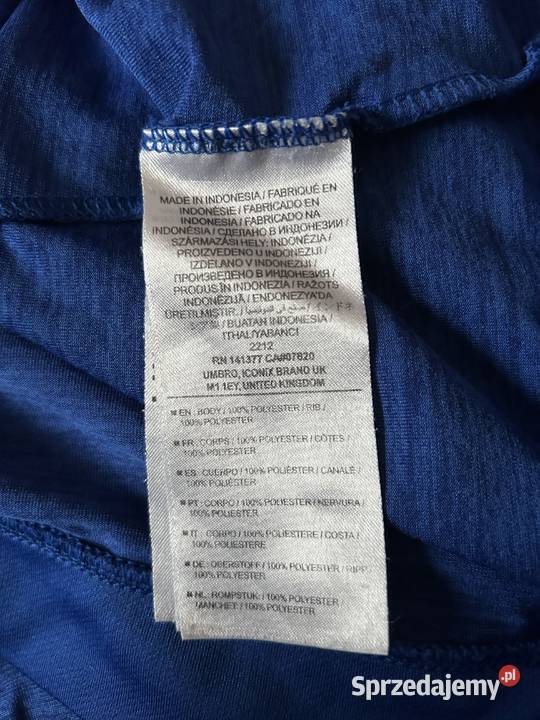 MADE IN INDONESIA / FABRIQUÉ EN
INDONÉSIE / FABRICADO EN
INDONESIA / FABRICADO NA
INDONÉSIA / СДЕЛАНО В ИНДОНЕЗИИ /
SZÁRMAZÁSI HELY: INDONÉZIA /
PROIZVEDENO U INDONEZIJI /
IZDELANO V INDONEZIJI /
ПРОИЗВЕДЕНО В ИНДОНЕЗИЯ /
PRODUS ÎN INDONEZIA / RAŽOTS
INDONĒZIJĀ / ENDONEZYA'DA
ÜRETILMIŞTIR. /
/ BUATAN INDONESIA /
ITHALI/YABANCI
2212
RN 141377 CA#07820
UMBRO, ICONIX BRAND UK
M1 1EY, UNITED KINGDOM
EN : BODY / 100% POLYESTER / RIB /
100% POLYESTER
FR : CORPS / 100% POLYESTER / CÔTES /
100% POLYESTER
ES : CUERPO / 100% POLIÉSTER / CANALÉ /
100% POLIÉSTER
PT : CORPO / 100% POLIÉSTER / NERVURA /
100% POLIÉSTER
IT : CORPO / 100% POLIESTERE / COSTA /
100% POLIESTERE
DE : OBERSTOFF / 100% POLYESTER / RIPP
100% POLYESTER
NL : ROMPSTUK: / 100% POLYESTER /
MANCHET: / 100% POLYESTER
Sprzedajemy.pl